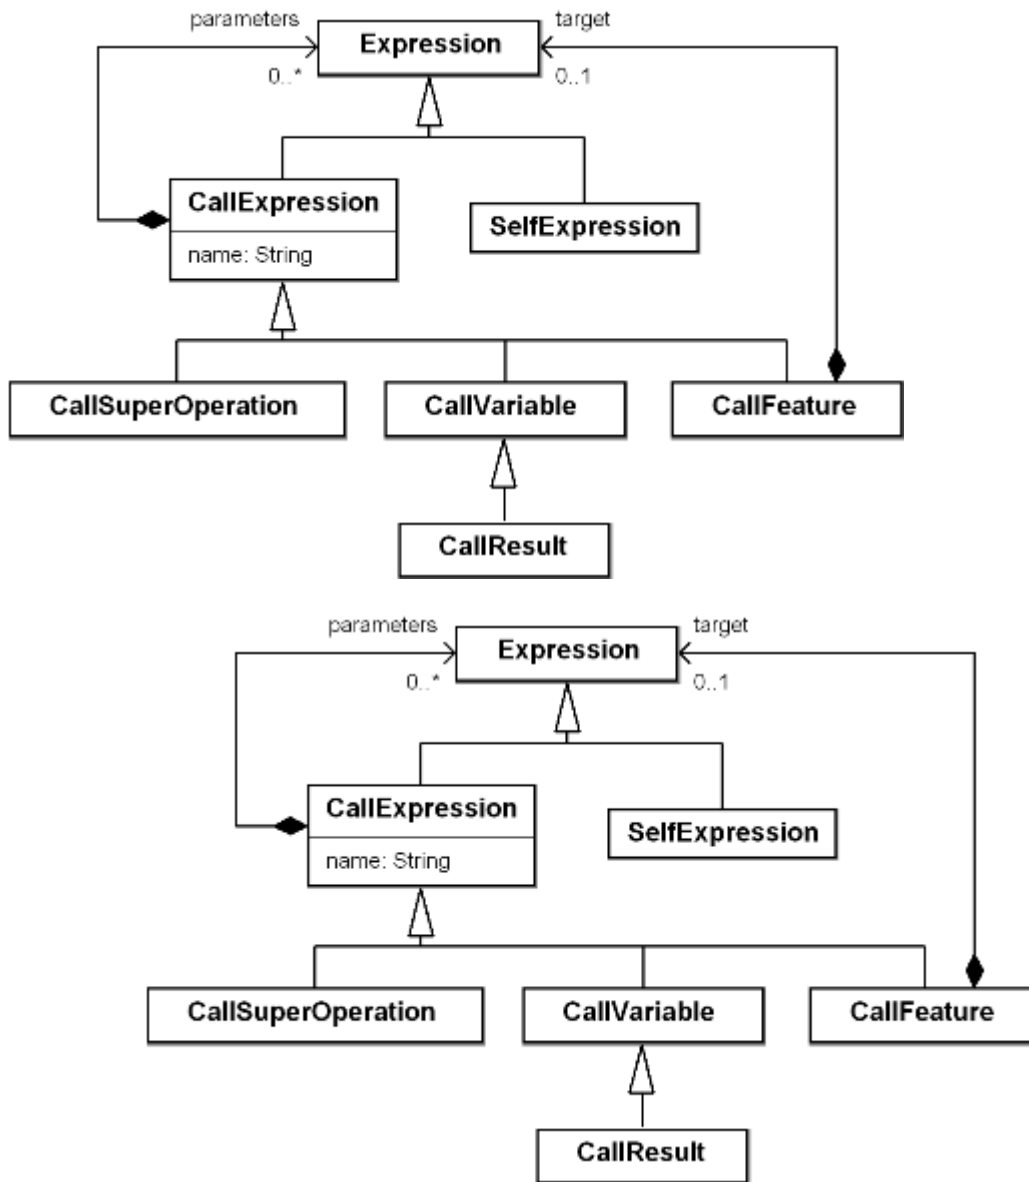 parameters
target
Expression
0..*
0..1
CallExpression
name: String
SelfExpression
CallSuperOperation
CallVariable
CallFeature
CallResult
parameters
target
Expression
0..*
0..1
CallExpression
name: String
SelfExpression
CallSuperOperation
CallVariable
CallFeature
CallResult